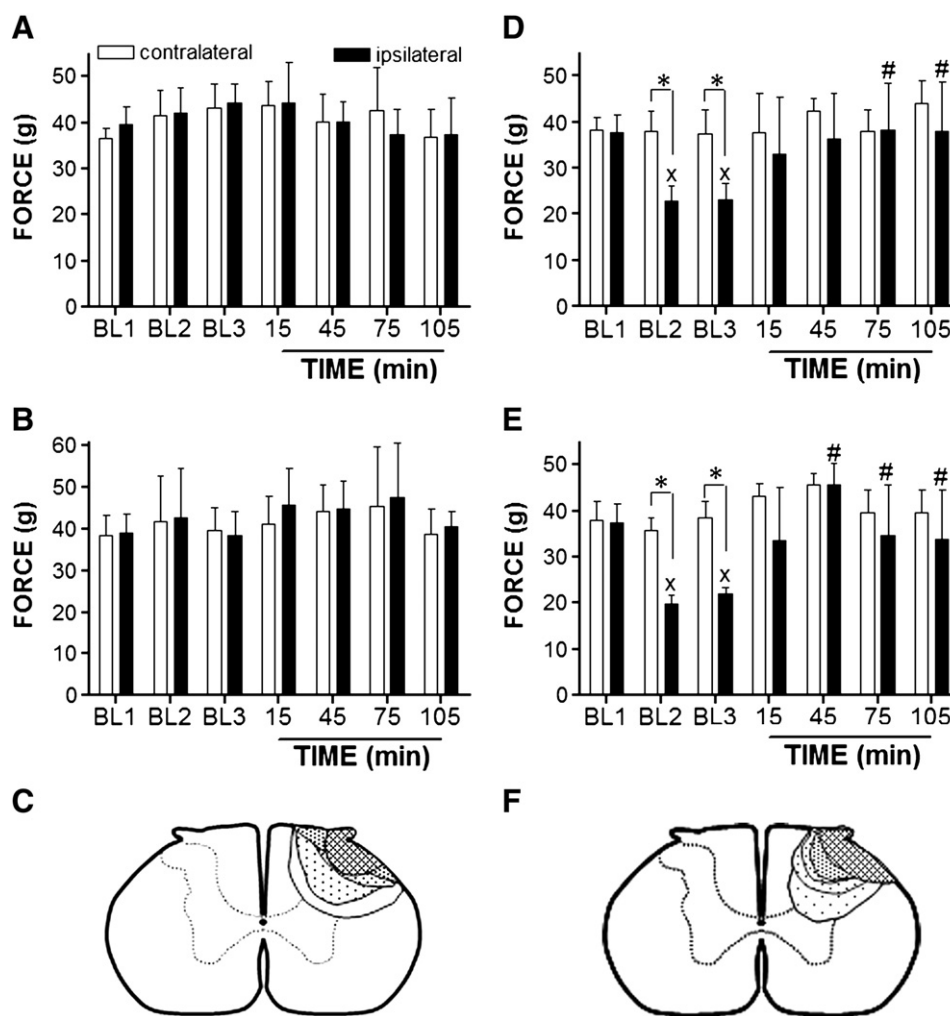 A
contralateral
ipsilateral
FORCE (g)
50
40
30
20
10
0
BL1 BL2 BL3 15 45 75 105
TIME (min)
B
FORCE (g)
60
50
40
30
20
10
0
BL1 BL2 BL3 15 45 75 105
TIME (min)
C
D
FORCE (g)
50
40
30
20
10
0
* * # #
x x
BL1 BL2 BL3 15 45 75 105
TIME (min)
E
FORCE (g)
50
40
30
20
10
0
* * # # #
x x
BL1 BL2 BL3 15 45 75 105
TIME (min)
F